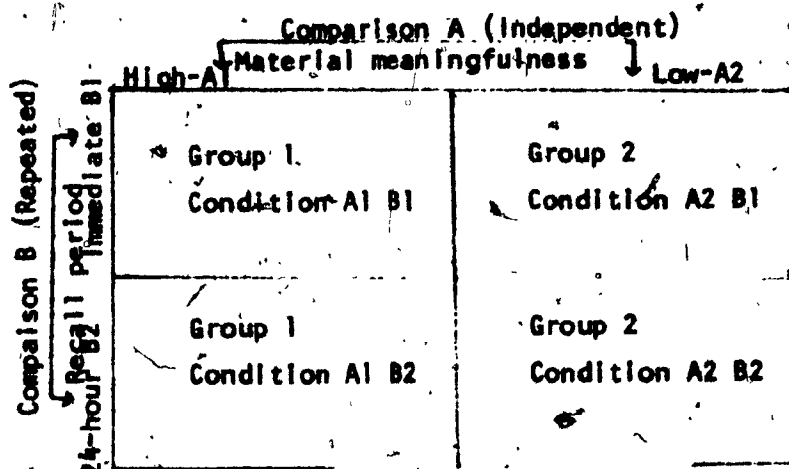 Comparison A (Independent)
Material meaningfulness
High-A1
Low-A2
Compaison B (Repeated)
Recall period
Immediate B1
24-hour B2
Group 1
Condition A1 B1
Group 2
Condition A2 B1
Group 1
Condition A1 B2
Group 2
Condition A2 B2